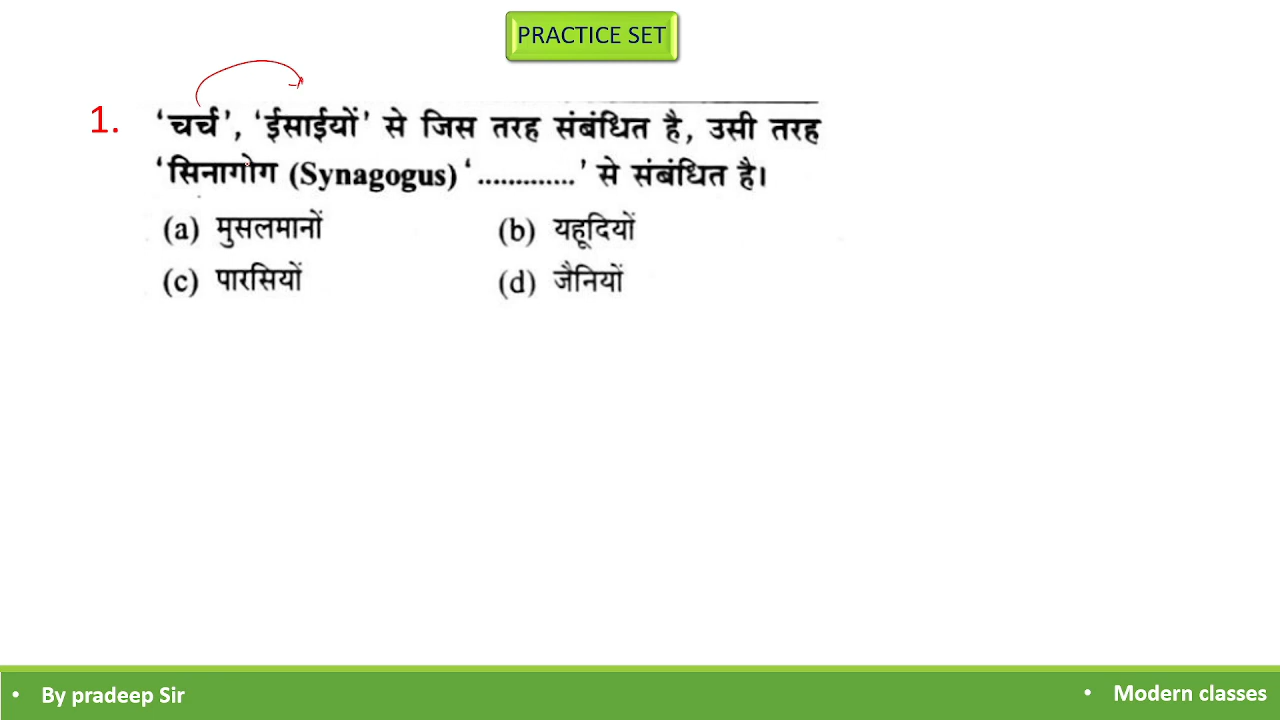 PRACTICE SET
1. 'चर्च', 'ईसाईयों' से जिस तरह संबंधित है, उसी तरह
'सिनागोग (Synagogus) '.............' से संबंधित है।
(a) मुसलमानों (b) यहूदियों
(c) पारसियों (d) जैनियों
• By pradeep Sir • Modern classes